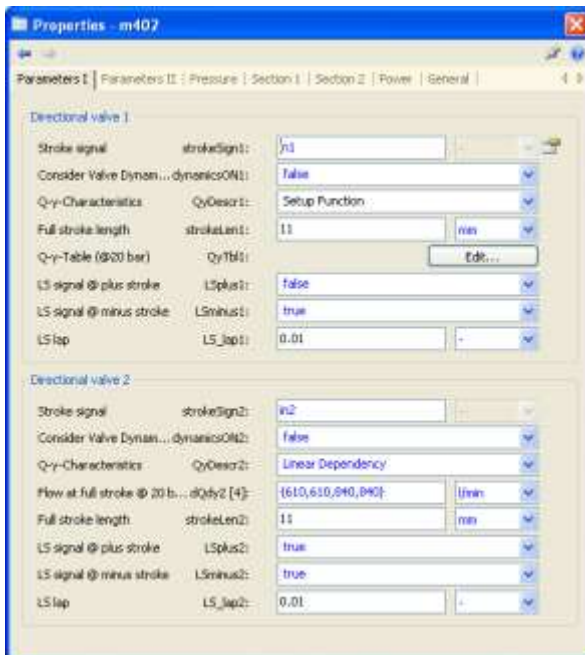 Properties - m402
Parameters I | Parameters II | Pressure | Section 1 | Section 2 | Power | General |
Directional valve 1
Stroke signal strokeSign1: in1 -
Consider Valve Dynam... dynamicsON1: false
Q-y-Characteristics QyDescr1: Setup Function
Full stroke length strokeLen1: 11 mm
Q-y-Table (@20 bar) QyTbl1: Edit...
LS signal @ plus stroke LSplus1: false
LS signal @ minus stroke LSminus1: true
LS lap LS_lap1: 0.01 -
Directional valve 2
Stroke signal strokeSign2: in2 -
Consider Valve Dynam... dynamicsON2: false
Q-y-Characteristics QyDescr2: Linear Dependency
Flow at full stroke @ 20 b... dQdy2 [4]: {610,610,840,840} l/min
Full stroke length strokeLen2: 11 mm
LS signal @ plus stroke LSplus2: true
LS signal @ minus stroke LSminus2: true
LS lap LS_lap2: 0.01 -